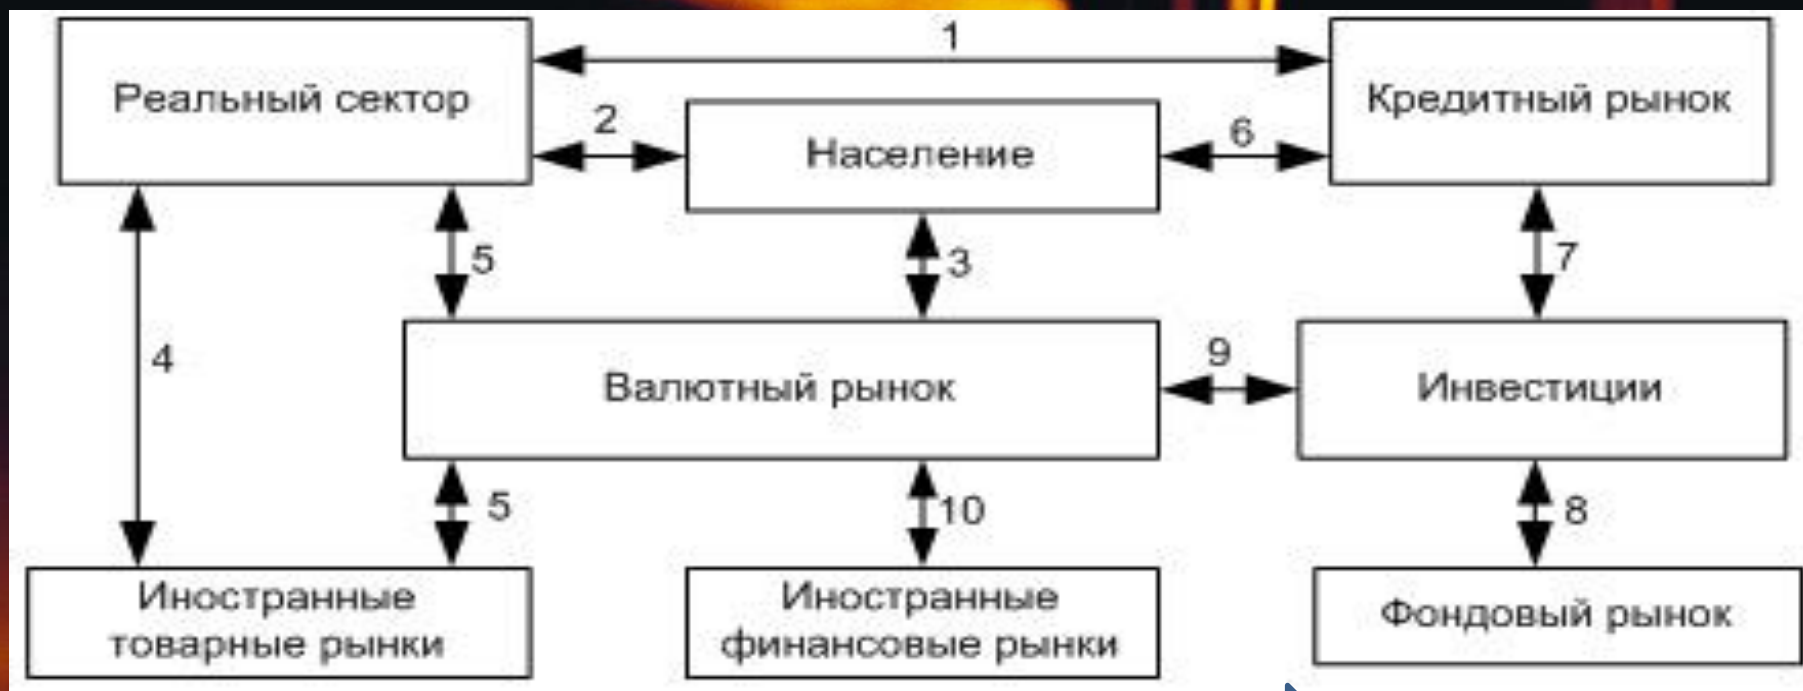 1
Реальный сектор
Кредитный рынок
2
Население
6
5
3
7
4
Валютный рынок
9
Инвестиции
5
10
8
Иностранные
товарные рынки
Иностранные
финансовые рынки
Фондовый рынок